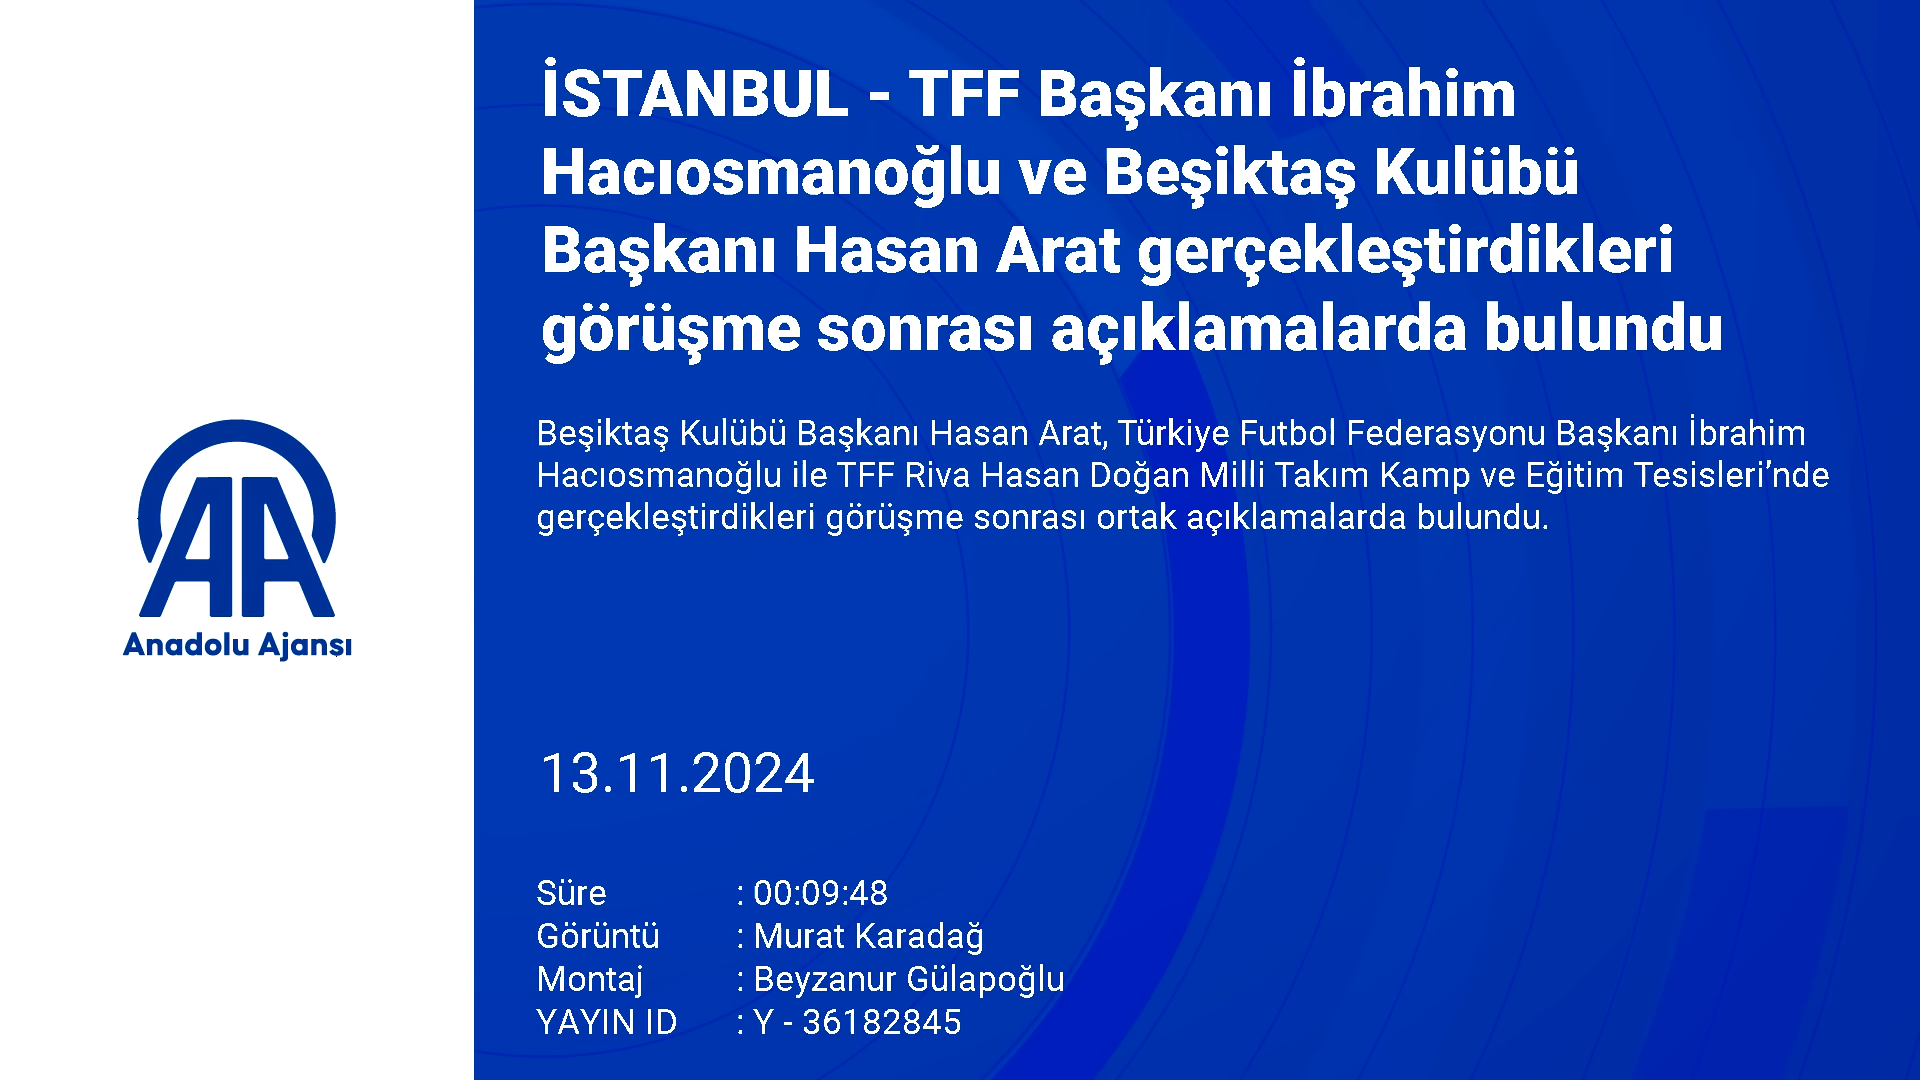 İSTANBUL - TFF Başkanı İbrahim
Hacıosmanoğlu ve Beşiktaş Kulübü
Başkanı Hasan Arat gerçekleştirdikleri
görüşme sonrası açıklamalarda bulundu
Beşiktaş Kulübü Başkanı Hasan Arat, Türkiye Futbol Federasyonu Başkanı İbrahim
Hacıosmanoğlu ile TFF Riva Hasan Doğan Milli Takım Kamp ve Eğitim Tesisleri’nde
gerçekleştirdikleri görüşme sonrası ortak açıklamalarda bulundu.
AA
Anadolu Ajansı
13.11.2024
Süre : 00:09:48
Görüntü : Murat Karadağ
Montaj : Beyzanur Gülapoğlu
YAYIN ID : Y - 36182845